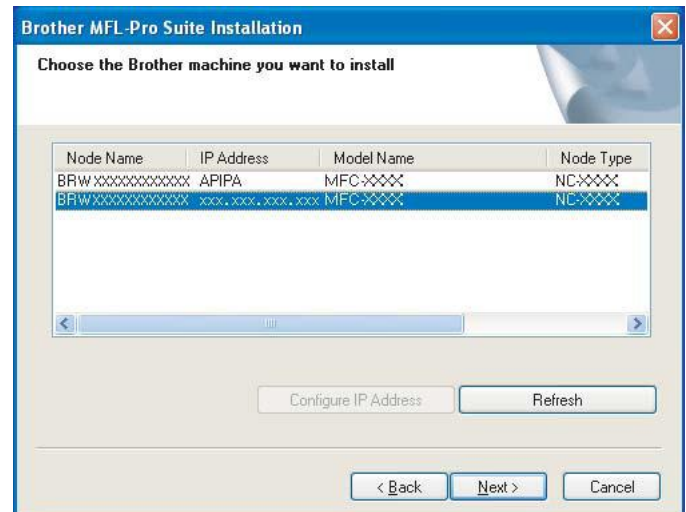 Brother MFL-Pro Suite Installation
Choose the Brother machine you want to install
Node Name IP Address Model Name Node Type
BRWXXXXXXXXXXXX APIPA MFC-XXXX NC-XXXX
BRWXXXXXXXXXXXX xxx.xxx.xxx.xxx MFC-XXXX NC-XXXX
Configure IP Address Refresh
< Back Next > Cancel